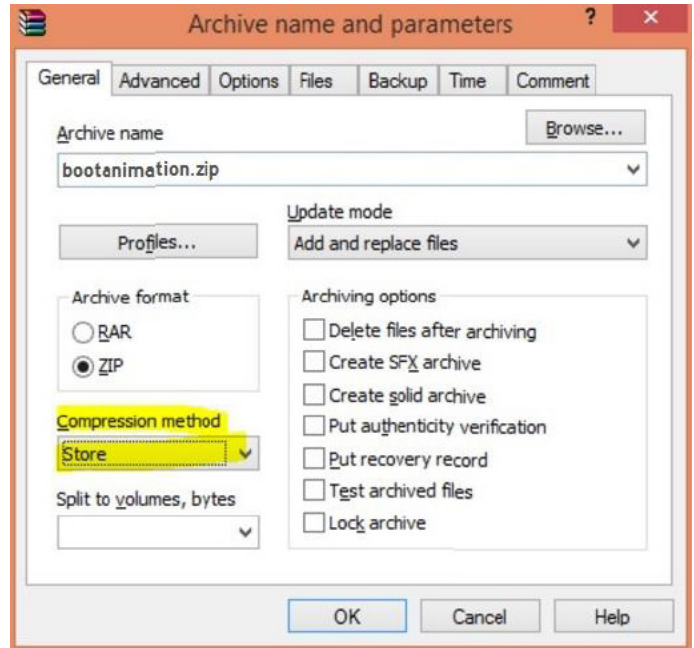 Archive name and parameters ?
General Advanced Options Files Backup Time Comment
Archive name
Browse...
bootanimation.zip
Update mode
Profiles...
Add and replace files
Archive format
RAR
ZIP
Archiving options
Delete files after archiving
Create SFX archive
Create solid archive
Put authenticity verification
Put recovery record
Test archived files
Lock archive
Compression method
Store
Split to volumes, bytes
OK Cancel Help